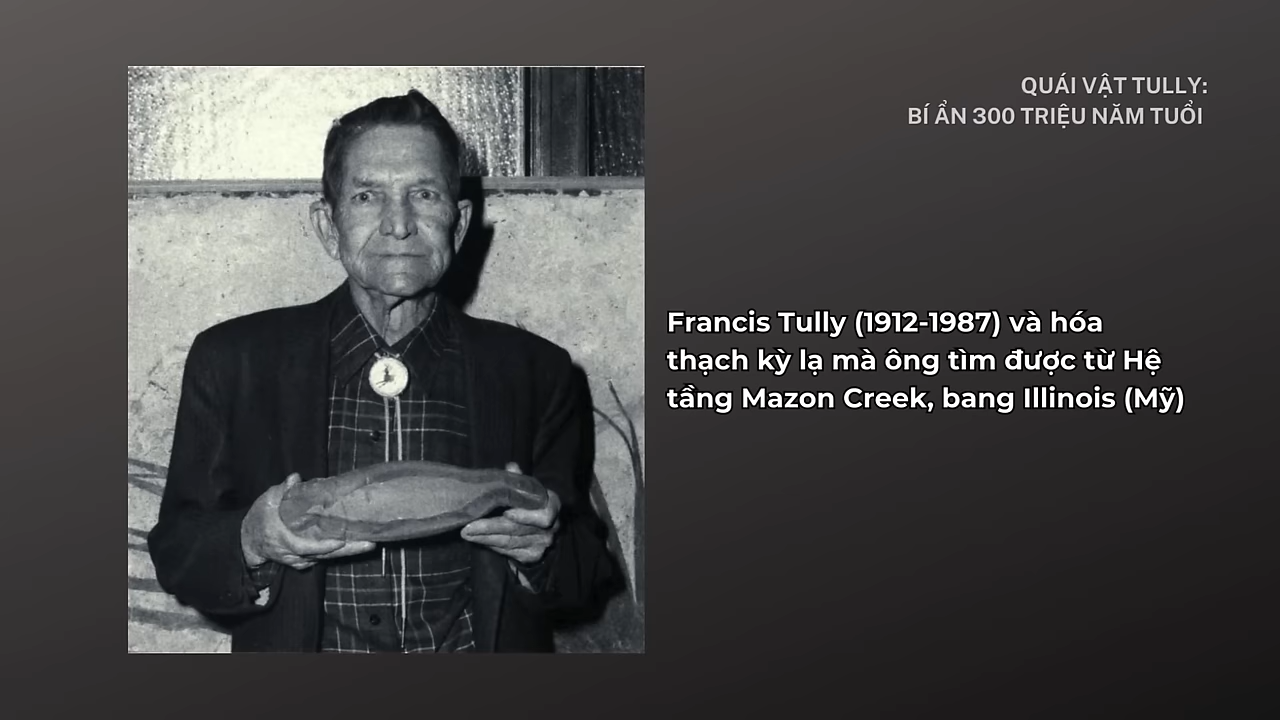 QUÁI VẬT TULLY:
BÍ ẨN 300 TRIỆU NĂM TUỔI
Francis Tully (1912-1987) và hóa
thạch kỳ lạ mà ông tìm được từ Hệ
tầng Mazon Creek, bang Illinois (Mỹ)